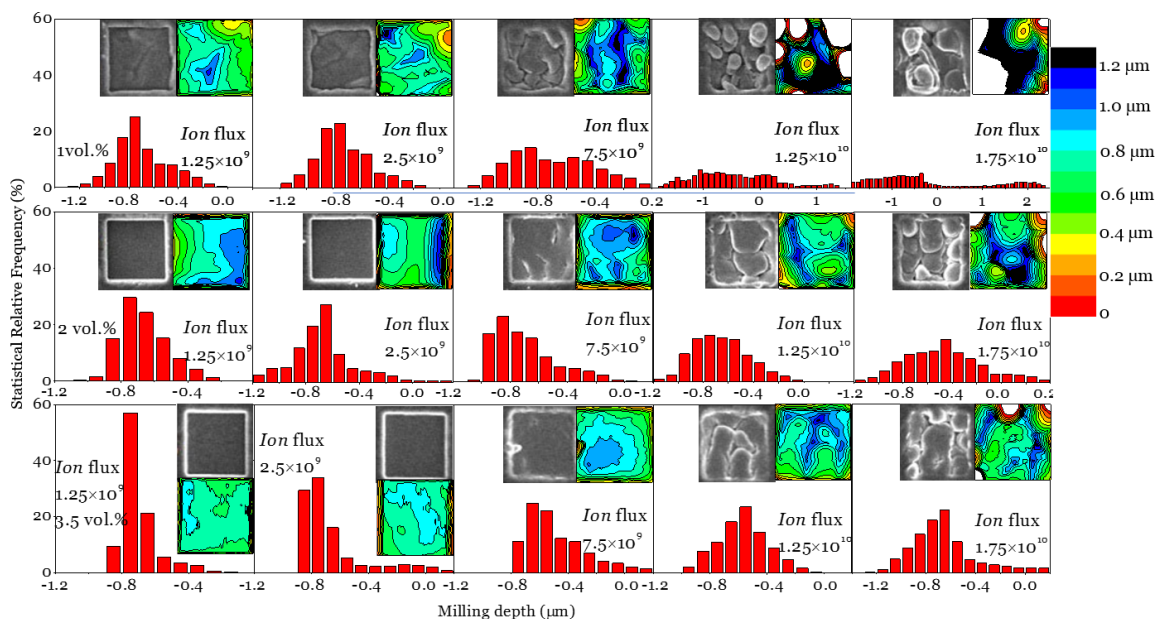 60
40
20
0
1vol.%
Ion flux
1.25×10⁹
Ion flux
2.5×10⁹
Ion flux
7.5×10⁹
Ion flux
1.25×10¹⁰
Ion flux
1.75×10¹⁰
-1.2 -0.8 -0.4 0.0
-1.2 -0.8 -0.4 0.0
-1.2 -0.8 -0.4 0.0 0.2
-1 0 1
-1 0 1 2
1.2 µm
1.0 µm
0.8 µm
0.6 µm
0.4 µm
0.2 µm
0
Statistical Relative Frequency (%)
60
40
20
0
2 vol.%
Ion flux
1.25×10⁹
Ion flux
2.5×10⁹
Ion flux
7.5×10⁹
Ion flux
1.25×10¹⁰
Ion flux
1.75×10¹⁰
-1.2 -0.8 -0.4
-1.2 -0.8 -0.4 0.0
-1.2 -0.8 -0.4 0.0
-1.2 -0.8 -0.4 0.0
-1.2 -0.8 -0.4 0.0 0.2
60
40
20
0
Ion flux
1.25×10⁹
3.5 vol.%
Ion flux
2.5×10⁹
Ion flux
7.5×10⁹
Ion flux
1.25×10¹⁰
Ion flux
1.75×10¹⁰
-1.2 -0.8 -0.4
-1.2 -0.8 -0.4 0.0
-1.2 -0.8 -0.4 0.0
-1.2 -0.8 -0.4 0.0
-1.2 -0.8 -0.4 0.0
Milling depth (µm)